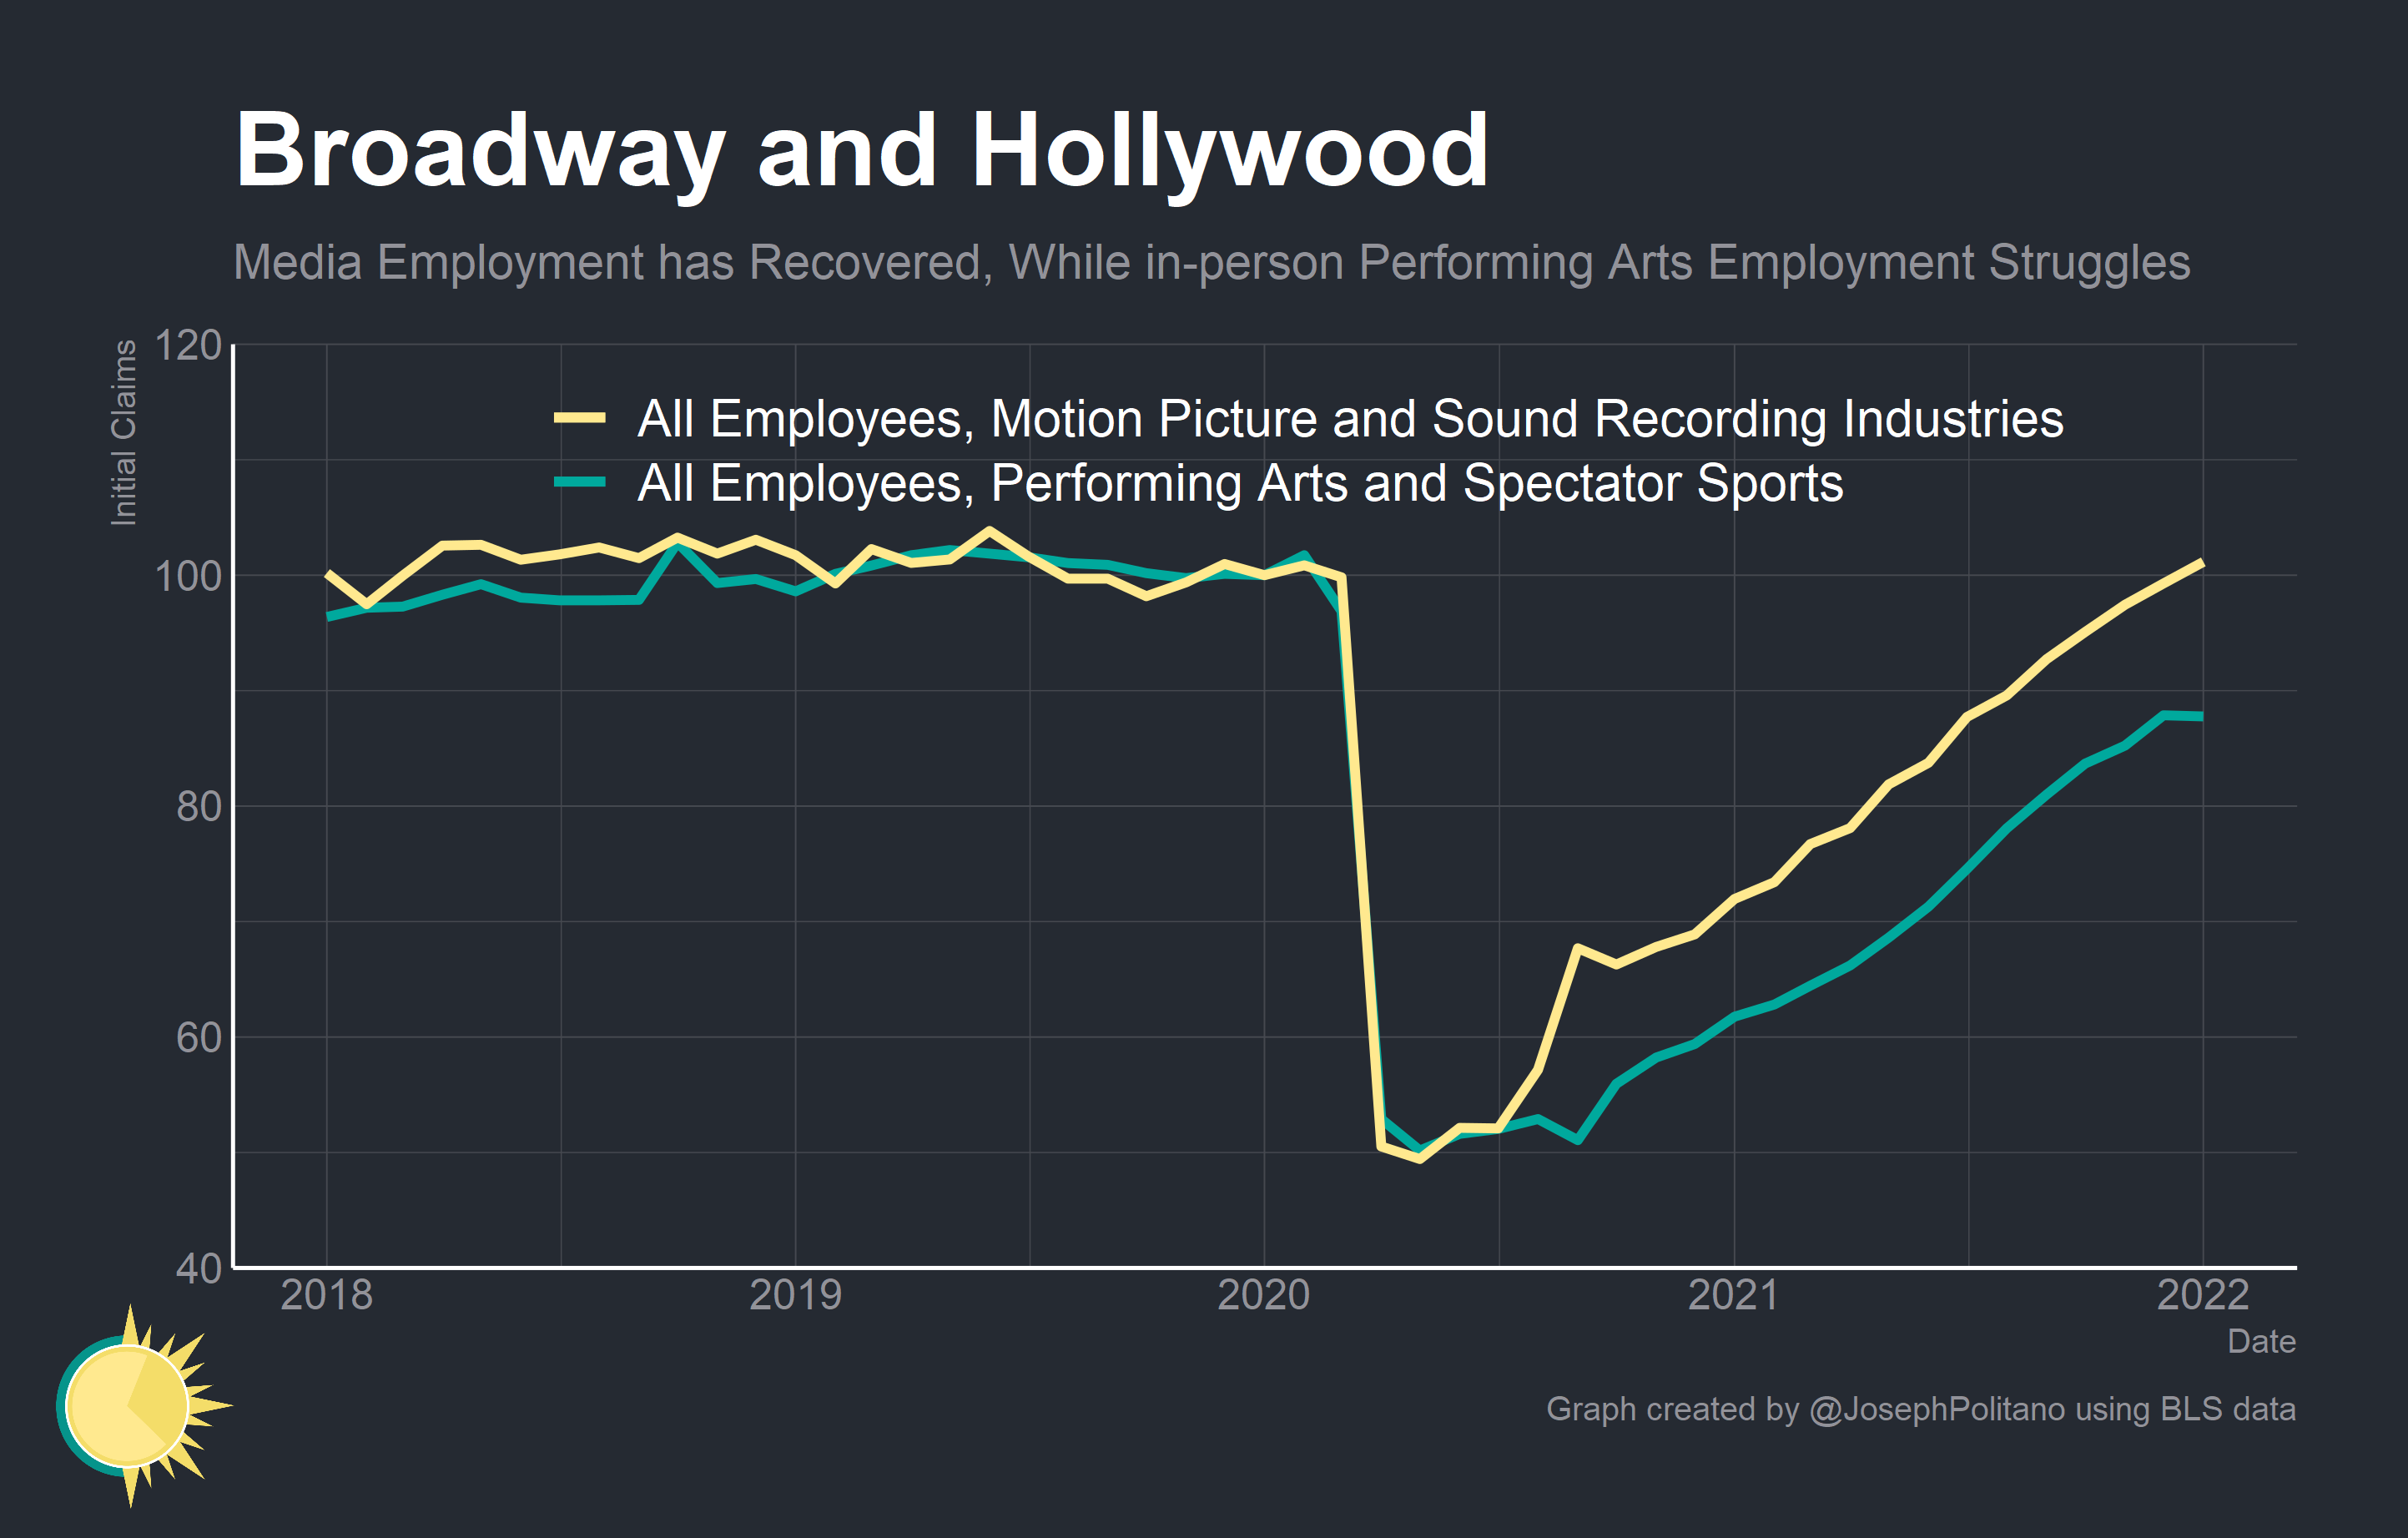 Broadway and Hollywood
Media Employment has Recovered, While in-person Performing Arts Employment Struggles
Initial Claims
120
100
80
60
40
All Employees, Motion Picture and Sound Recording Industries
All Employees, Performing Arts and Spectator Sports
2018
2019
2020
2021
2022
Date
Graph created by @JosephPolitano using BLS data